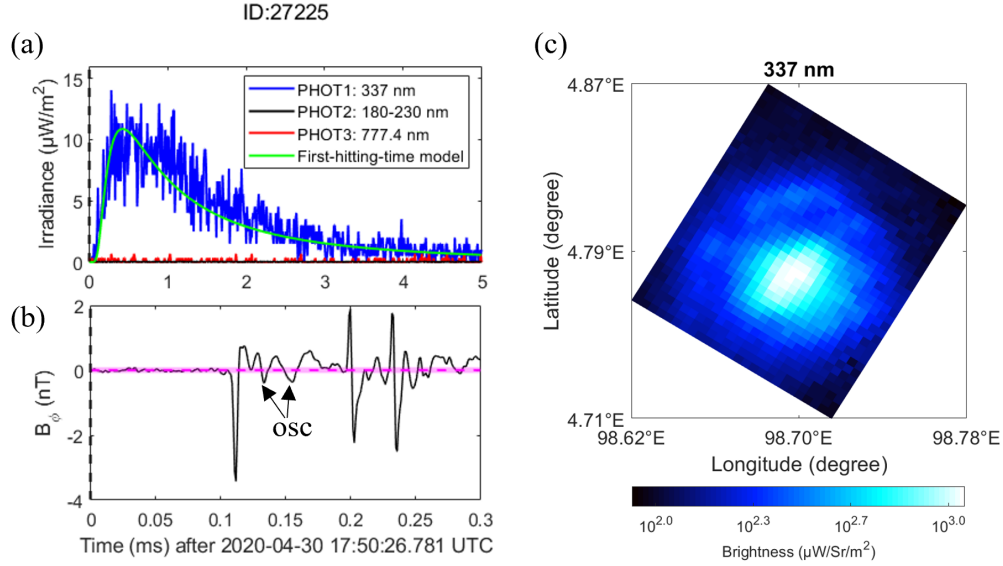 ID:27225
(a)
15
10
5
0
Irradiance (μW/m²)
PHOT1: 337 nm
PHOT2: 180-230 nm
PHOT3: 777.4 nm
First-hitting-time model
0 1 2 3 4 5
(b)
2
0
-2
-4
B_ϕ (nT)
osc
0 0.05 0.1 0.15 0.2 0.25 0.3
Time (ms) after 2020-04-30 17:50:26.781 UTC
(c)
337 nm
4.87°E
4.79°E
4.71°E
Latitude (degree)
98.62°E 98.70°E 98.78°E
Longitude (degree)
10^2.0 10^2.3 10^2.7 10^3.0
Brightness (μW/Sr/m²)